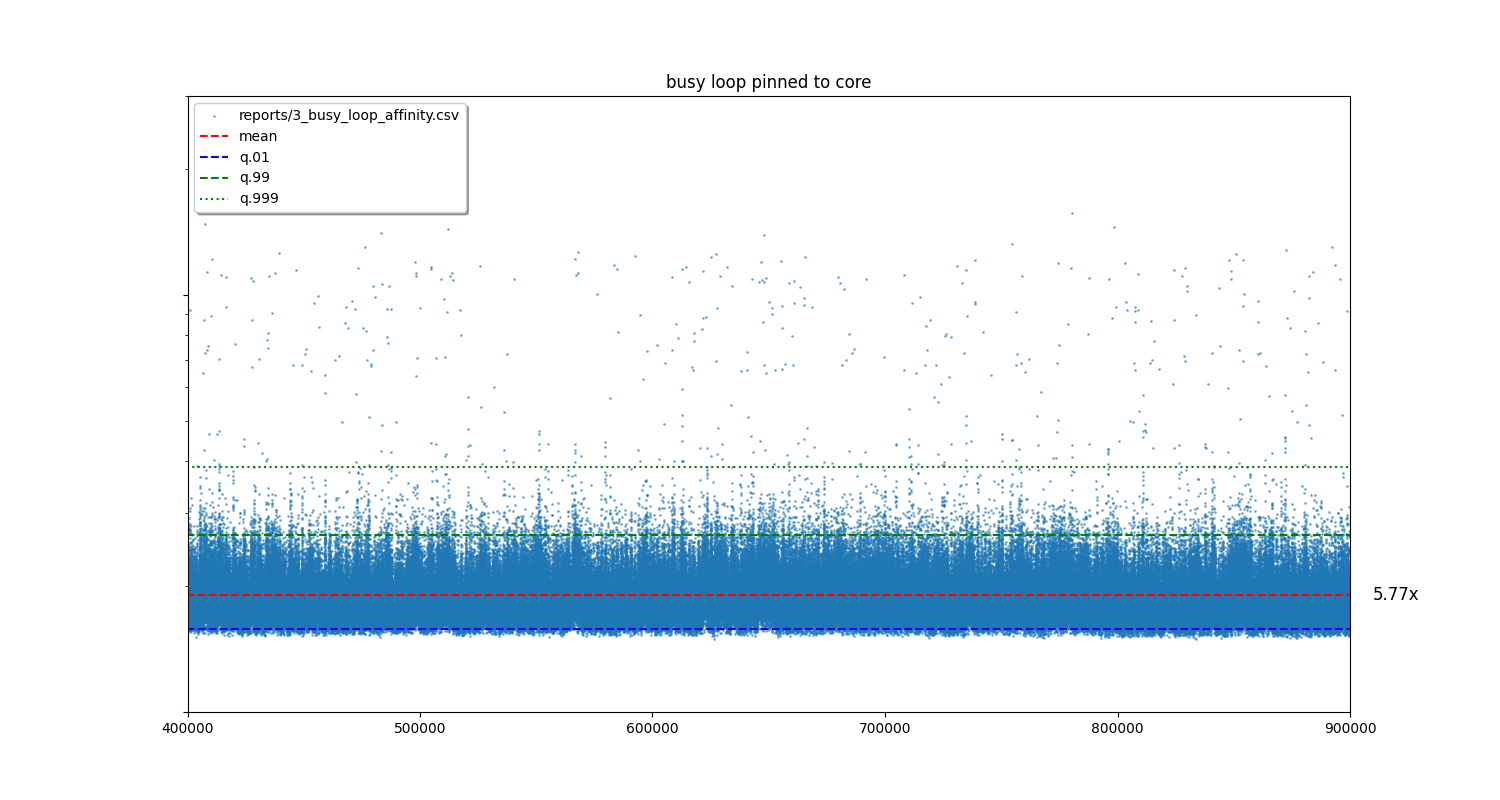 busy loop pinned to core
reports/3_busy_loop_affinity.csv
mean
q.01
q.99
q.999
5.77x
400000
500000
600000
700000
800000
900000